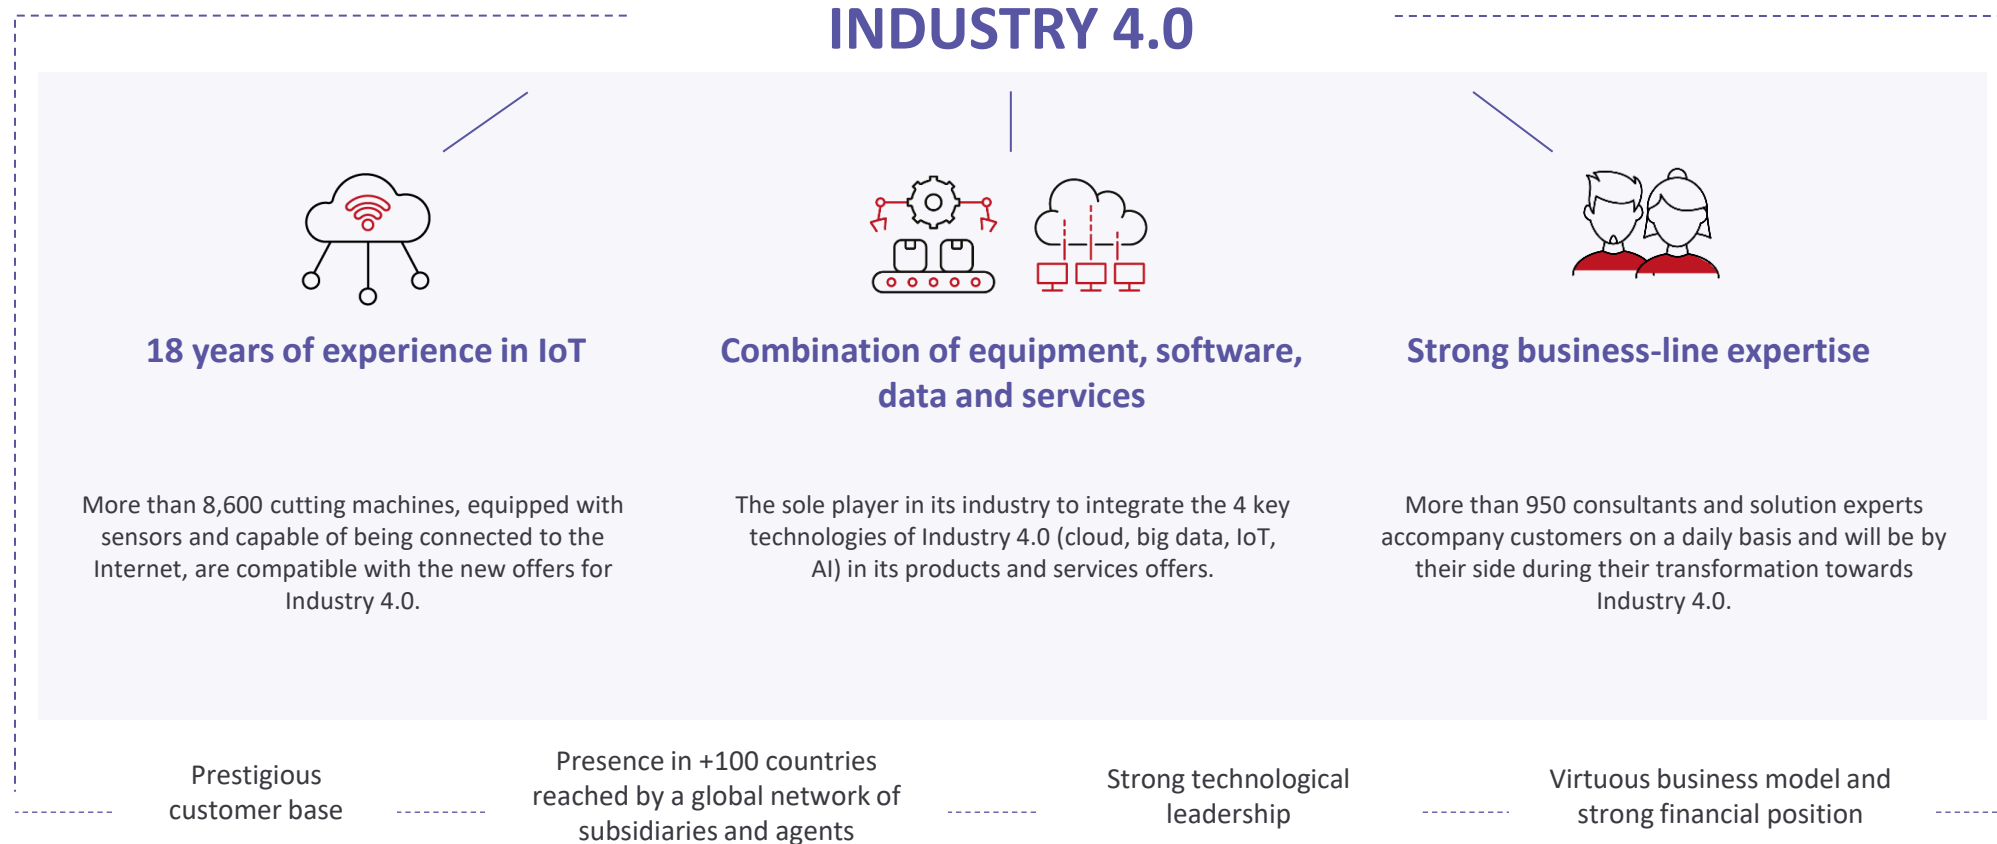 INDUSTRY 4.0
18 years of experience in IoT
More than 8,600 cutting machines, equipped with
sensors and capable of being connected to the
Internet, are compatible with the new offers for
Industry 4.0.
Combination of equipment, software,
data and services
The sole player in its industry to integrate the 4 key
technologies of Industry 4.0 (cloud, big data, IoT,
AI) in its products and services offers.
Strong business-line expertise
More than 950 consultants and solution experts
accompany customers on a daily basis and will be by
their side during their transformation towards
Industry 4.0.
Prestigious
customer base
Presence in +100 countries
reached by a global network of
subsidiaries and agents
Strong technological
leadership
Virtuous business model and
strong financial position